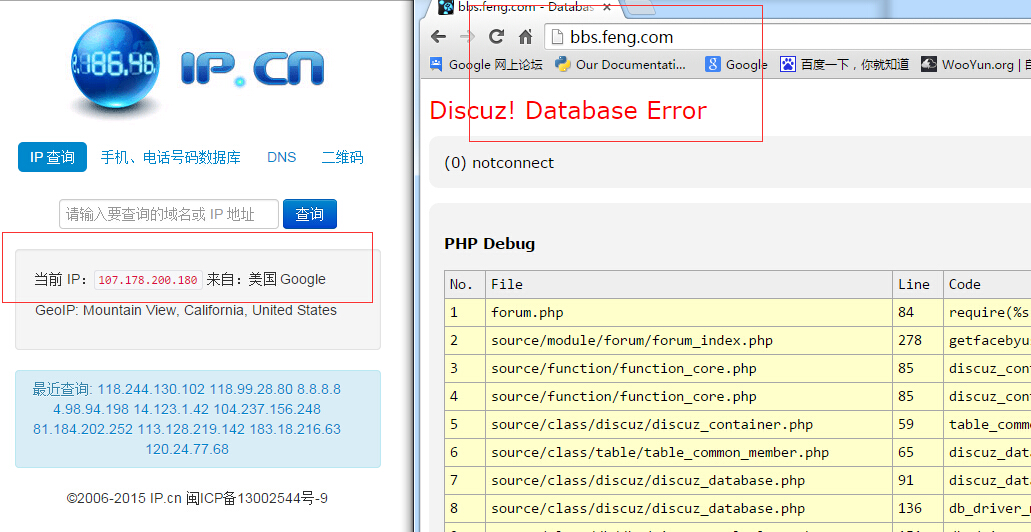 2.186.96.
IP.CN
IP 查询 手机、电话号码数据库 DNS 二维码
请输入要查询的域名或 IP 地址 查询
当前 IP: 107.178.200.180 来自：美国 Google
GeoIP: Mountain View, California, United States
最近查询: 118.244.130.102 118.99.28.80 8.8.8.8
4.98.94.198 14.123.1.42 104.237.156.248
81.184.202.252 113.128.219.142 183.18.216.63
120.24.77.68
©2006-2015 IP.cn 闽ICP备13002544号-9
bbs.feng.com - Databas
bbs.feng.com
Google 网上论坛 Our Documentati... Google 百度一下，你就知道 WooYun.org | 自
Discuz! Database Error
(0) notconnect
PHP Debug
No. File Line Code
1 forum.php 84 require(%s
2 source/module/forum/forum_index.php 278 getfacebyu
3 source/function/function_core.php 85 discuz_con
4 source/function/function_core.php 85 discuz_con
5 source/class/discuz/discuz_container.php 59 table_comm
6 source/class/table/table_common_member.php 65 discuz_dat
7 source/class/discuz/discuz_database.php 91 discuz_dat
8 source/class/discuz/discuz_database.php 136 db_driver_